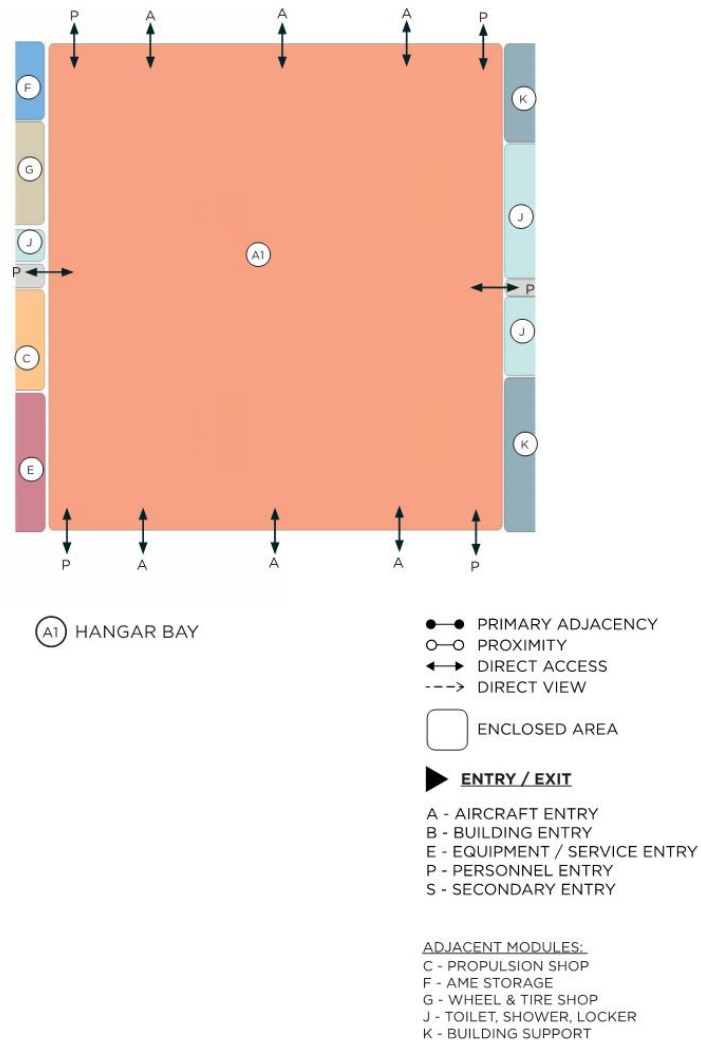 P A A A P
F
K
G
J
J
A1
P
P
J
C
K
E
P A A A P
A1 HANGAR BAY
PRIMARY ADJACENCY
PROXIMITY
DIRECT ACCESS
DIRECT VIEW
ENCLOSED AREA
ENTRY / EXIT
A - AIRCRAFT ENTRY
B - BUILDING ENTRY
E - EQUIPMENT / SERVICE ENTRY
P - PERSONNEL ENTRY
S - SECONDARY ENTRY
ADJACENT MODULES:
C - PROPULSION SHOP
F - AME STORAGE
G - WHEEL & TIRE SHOP
J - TOILET, SHOWER, LOCKER
K - BUILDING SUPPORT